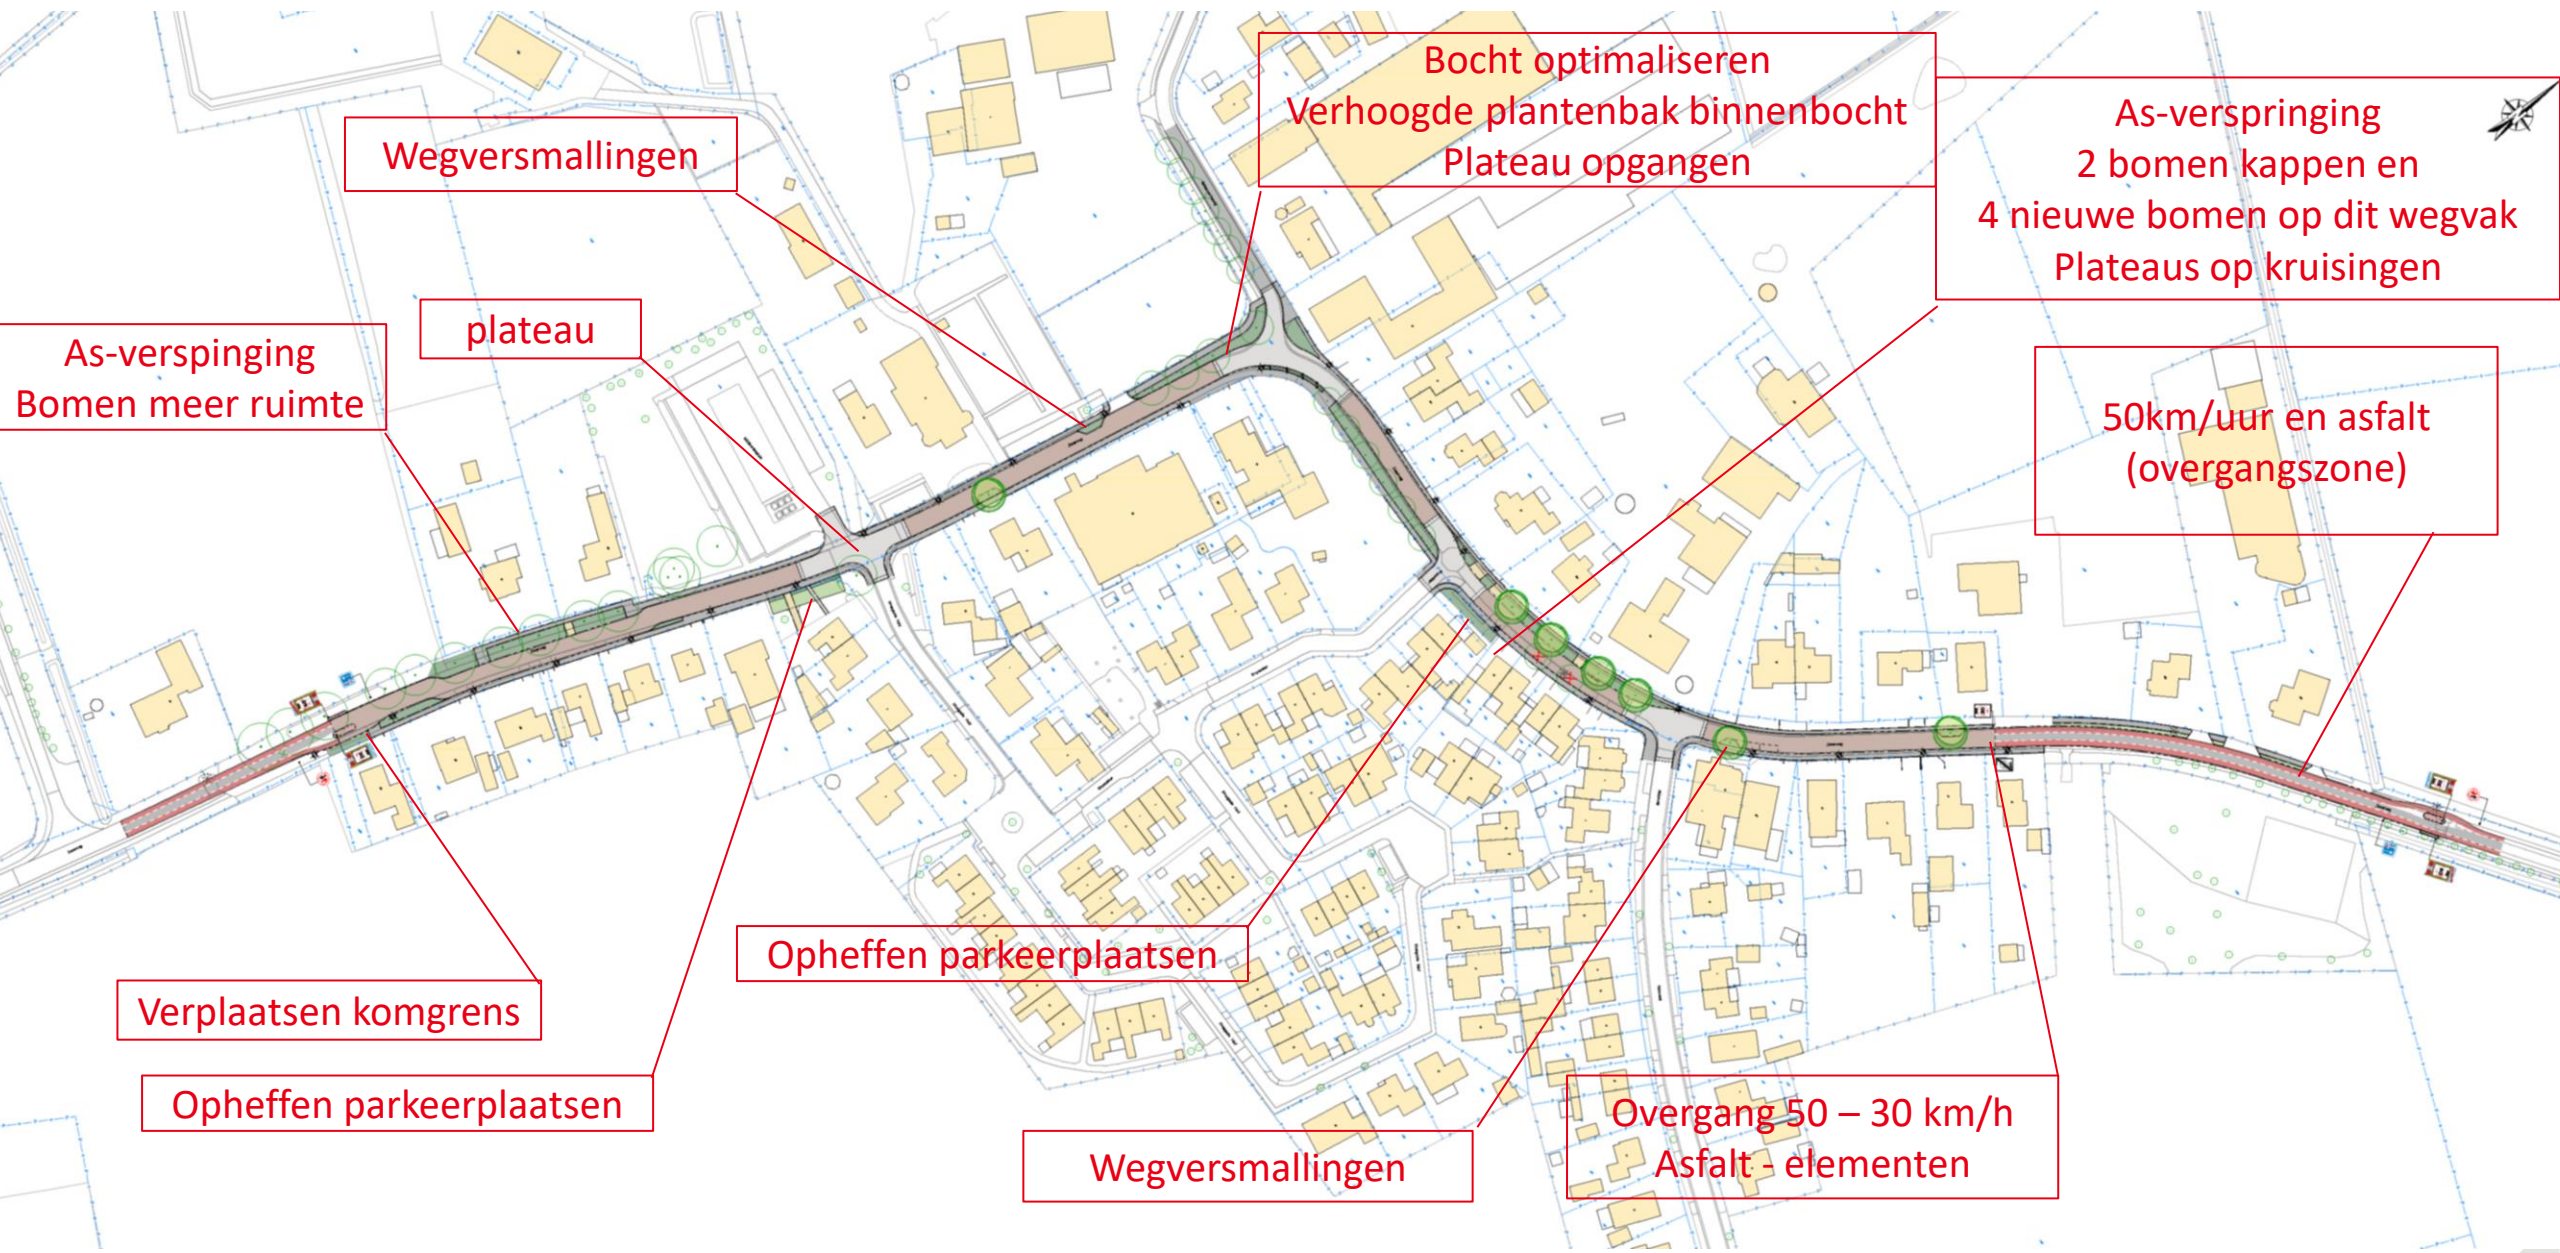 Bocht optimaliseren
Verhoogde plantenbak binnenbocht
Plateau opgangen
As-verspringing
2 bomen kappen en
4 nieuwe bomen op dit wegvak
Plateaus op kruisingen
Wegversmallingen
plateau
As-verspinging
Bomen meer ruimte
50km/uur en asfalt
(overgangszone)
Opheffen parkeerplaatsen
Verplaatsen komgrens
Opheffen parkeerplaatsen
Wegversmallingen
Overgang 50 – 30 km/h
Asfalt - elementen